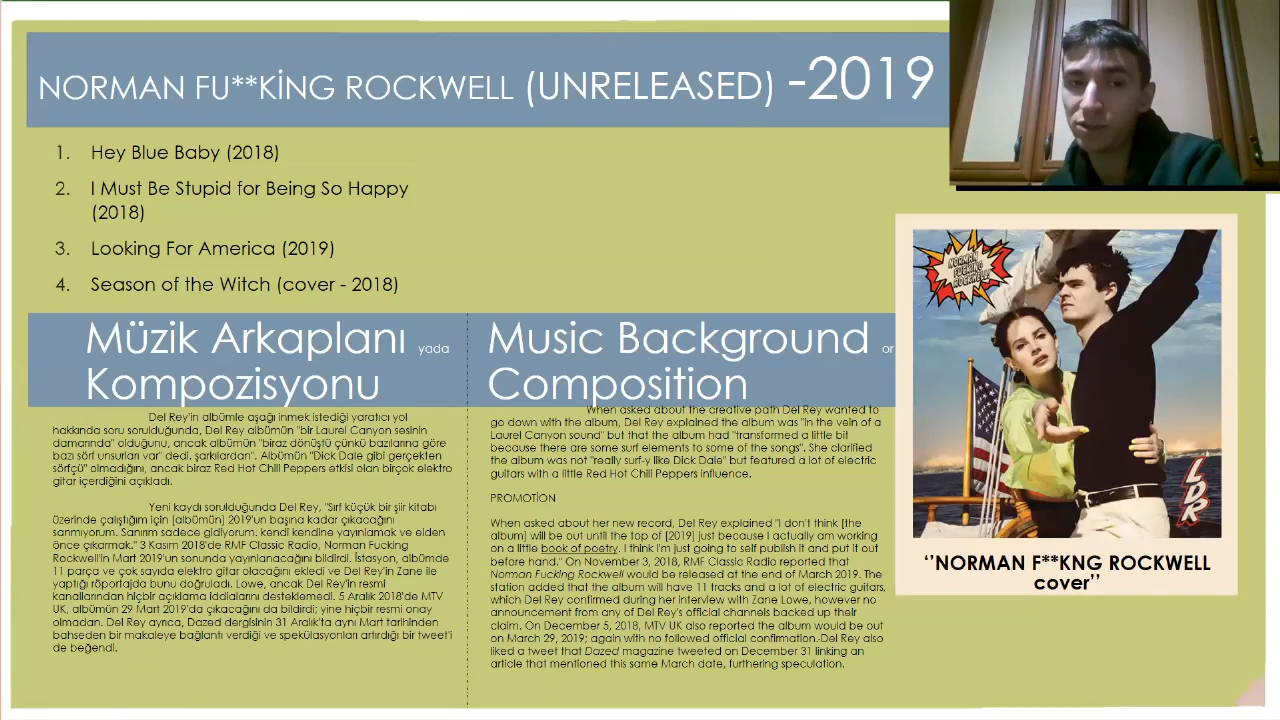 NORMAN FU**KİNG ROCKWELL (UNRELEASED) -2019
1. Hey Blue Baby (2018)
2. I Must Be Stupid for Being So Happy
(2018)
3. Looking For America (2019)
4. Season of the Witch (cover - 2018)
Müzik Arkaplanı yada
Kompozisyonu
Del Rey'in albümle aşağı inmek istediği yaratıcı yol
hakkında soru sorulduğunda, Del Rey albümün "bir Laurel Canyon sesinin
damarında" olduğunu, ancak albümün "biraz dönüştü çünkü bazılarına göre
bazı sörf unsurları var" dedi. şarkılardan". Albümün "Dick Dale gibi gerçekten
sörfçü" olmadığını, ancak biraz Red Hot Chili Peppers etkisi olan birçok elektro
gitar içerdiğini açıkladı.
Yeni kaydı sorulduğunda Del Rey, "Sırf küçük bir şiir kitabı
üzerinde çalıştığım için [albümün] 2019'un başına kadar çıkacağını
sanmıyorum. Sanırım sadece gidiyorum. kendi kendine yayınlamak ve elden
önce çıkarmak." 3 Kasım 2018'de RMF Classic Radio, Norman Fucking
Rockwell'in Mart 2019'un sonunda yayınlanacağını bildirdi. İstasyon, albümde
11 parça ve çok sayıda elektro gitar olacağını ekledi ve Del Rey'in Zane ile
yaptığı röportajda bunu doğruladı. Lowe, ancak Del Rey'in resmi
kanallarından hiçbir açıklama iddialarını desteklemedi. 5 Aralık 2018'de MTV
UK, albümün 29 Mart 2019'da çıkacağını da bildirdi; yine hiçbir resmi onay
olmadan. Del Rey ayrıca, Dazed dergisinin 31 Aralık'ta aynı Mart tarihinden
bahseden bir makaleye bağlantı verdiği ve spekülasyonları artırdığı bir tweet'i
de beğendi.
Music Background or
Composition
When asked about the creative path Del Rey wanted to
go down with the album, Del Rey explained the album was "in the vein of a
Laurel Canyon sound" but that the album had "transformed a little bit
because there are some surf elements to some of the songs". She clarified
the album was not "really surf-y like Dick Dale" but featured a lot of electric
guitars with a little Red Hot Chili Peppers influence.
PROMOTİON
When asked about her new record, Del Rey explained "I don't think [the
album] will be out until the top of [2019] just because I actually am working
on a little book of poetry. I think I'm just going to self publish it and put it out
before hand." On November 3, 2018, RMF Classic Radio reported that
Norman Fucking Rockwell would be released at the end of March 2019. The
station added that the album will have 11 tracks and a lot of electric guitars,
which Del Rey confirmed during her interview with Zane Lowe, however no
announcement from any of Del Rey's official channels backed up their
claim. On December 5, 2018, MTV UK also reported the album would be out
on March 29, 2019; again with no followed official confirmation. Del Rey also
liked a tweet that Dazed magazine tweeted on December 31 linking an
article that mentioned this same March date, furthering speculation.
NORMAN
FUCKING
ROCKWELL!
LDR
‘’NORMAN F**KNG ROCKWELL
cover’’